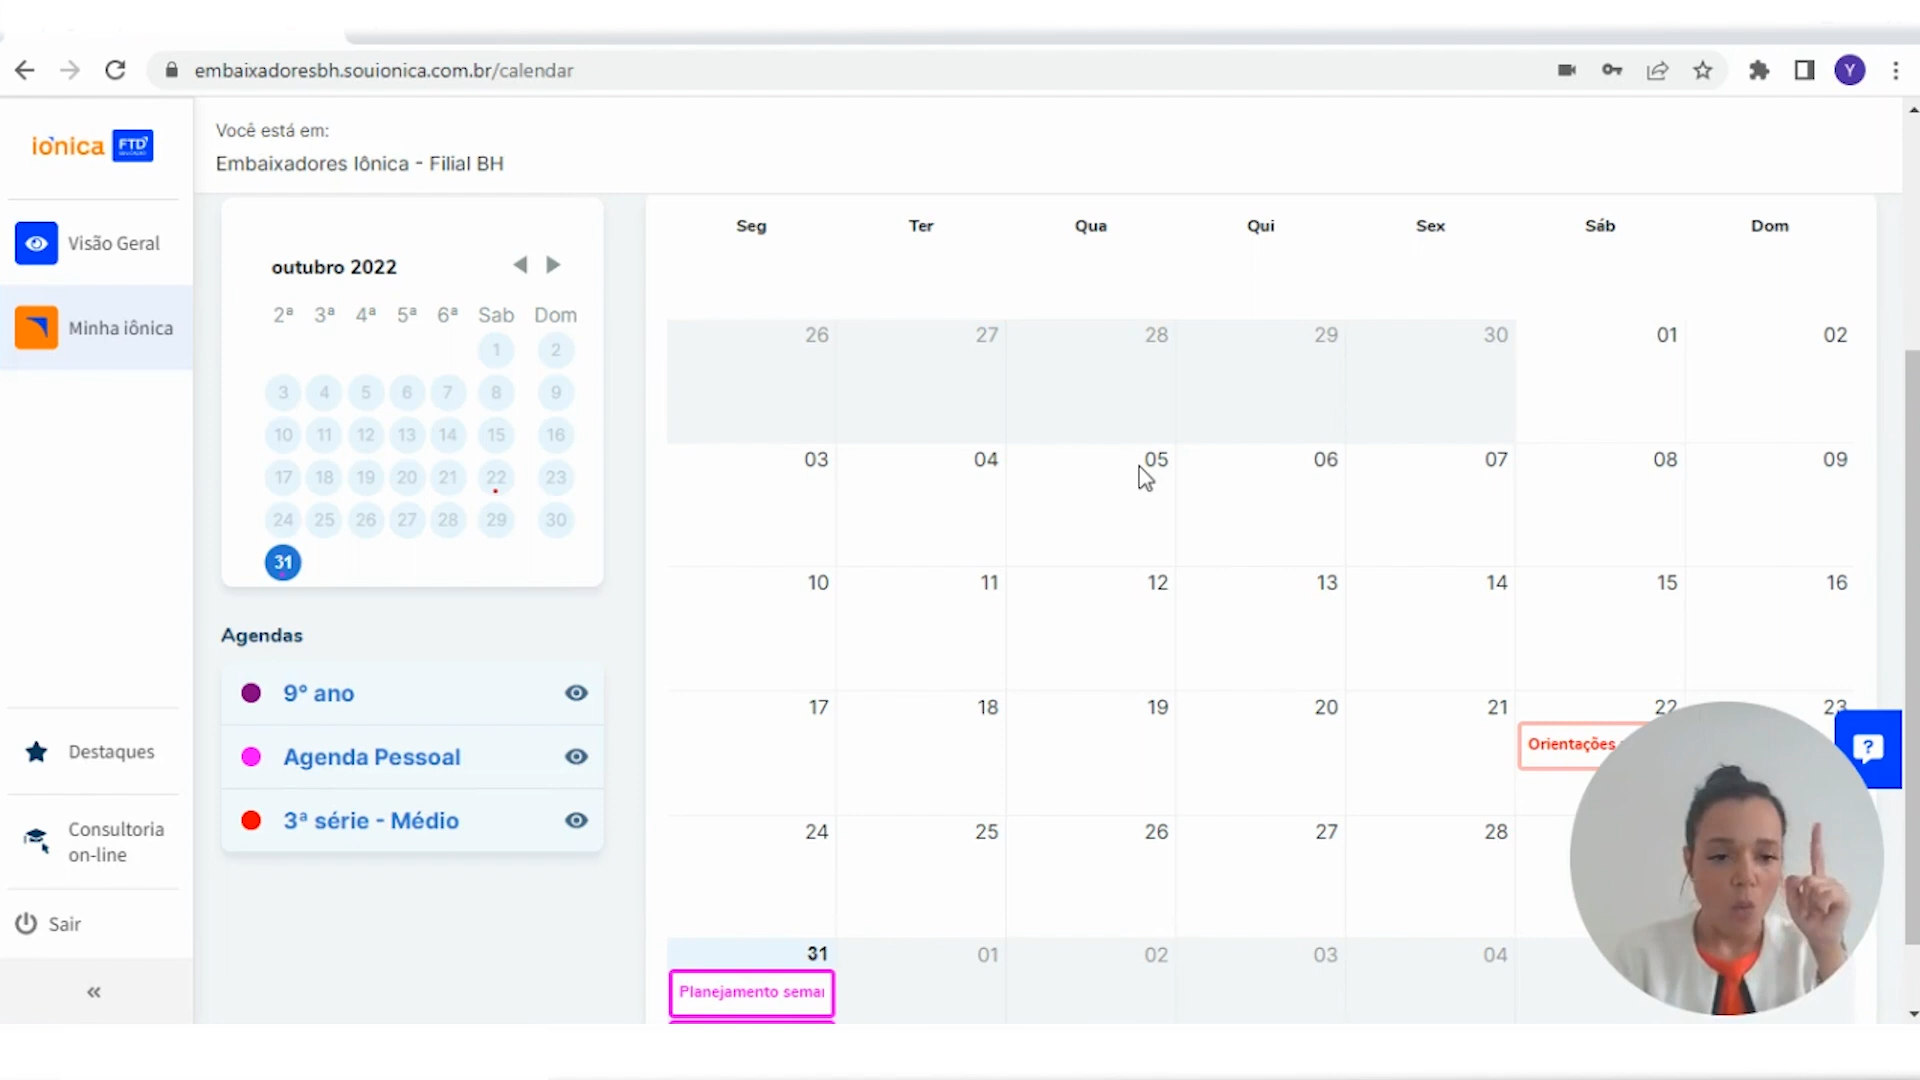 embaixadoresbh.souionica.com.br/calendar
Y
iônica FTD
Você está em:
Embaixadores Iônica - Filial BH
Visão Geral
Minha iônica
Destaques
Consultoria
on-line
Sair
«
outubro 2022
2ª 3ª 4ª 5ª 6ª Sab Dom
1 2
3 4 5 6 7 8 9
10 11 12 13 14 15 16
17 18 19 20 21 22 23
24 25 26 27 28 29 30
31
Agendas
9° ano
Agenda Pessoal
3ª série - Médio
Seg Ter Qua Qui Sex Sáb Dom
26 27 28 29 30 01 02
03 04 05 06 07 08 09
10 11 12 13 14 15 16
17 18 19 20 21 22 23
Orientações
?
24 25 26 27 28
31 01 02 03 04
Planejamento